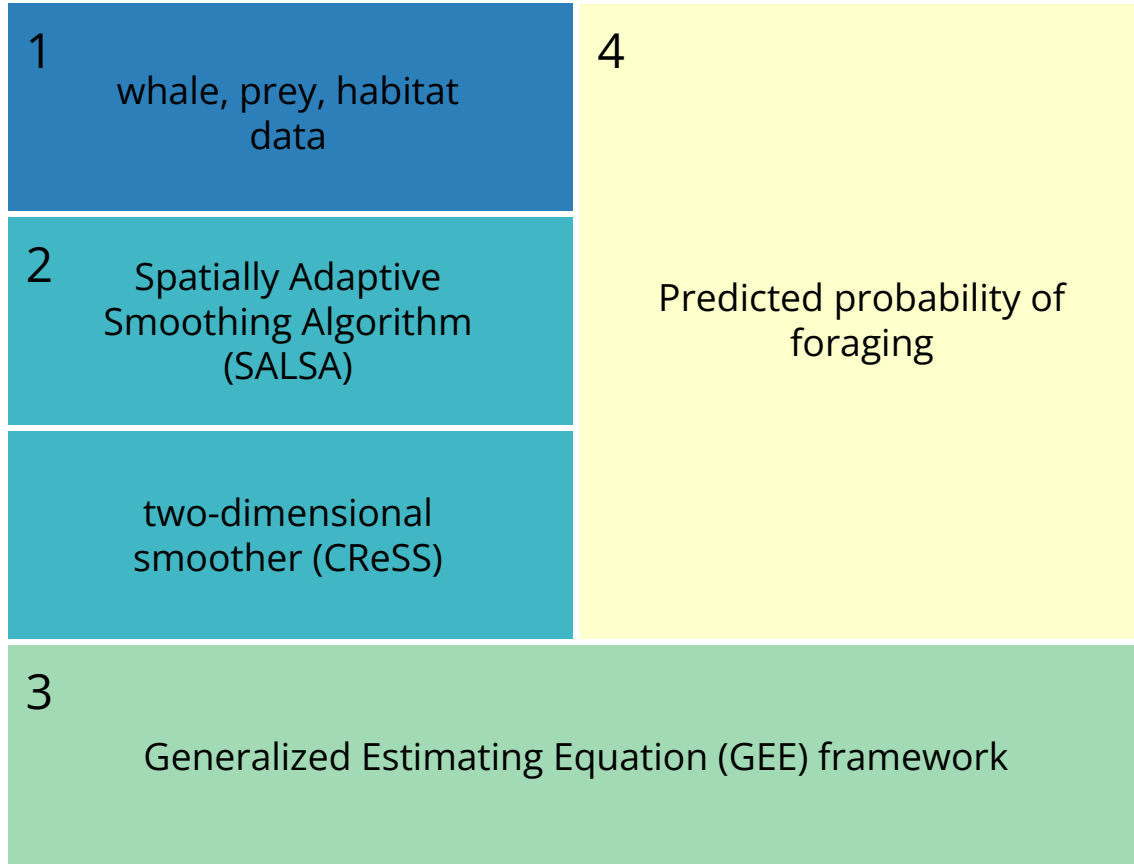 1
whale, prey, habitat
data
2
Spatially Adaptive
Smoothing Algorithm
(SALSA)
two-dimensional
smoother (CReSS)
3
Generalized Estimating Equation (GEE) framework
4
Predicted probability of
foraging